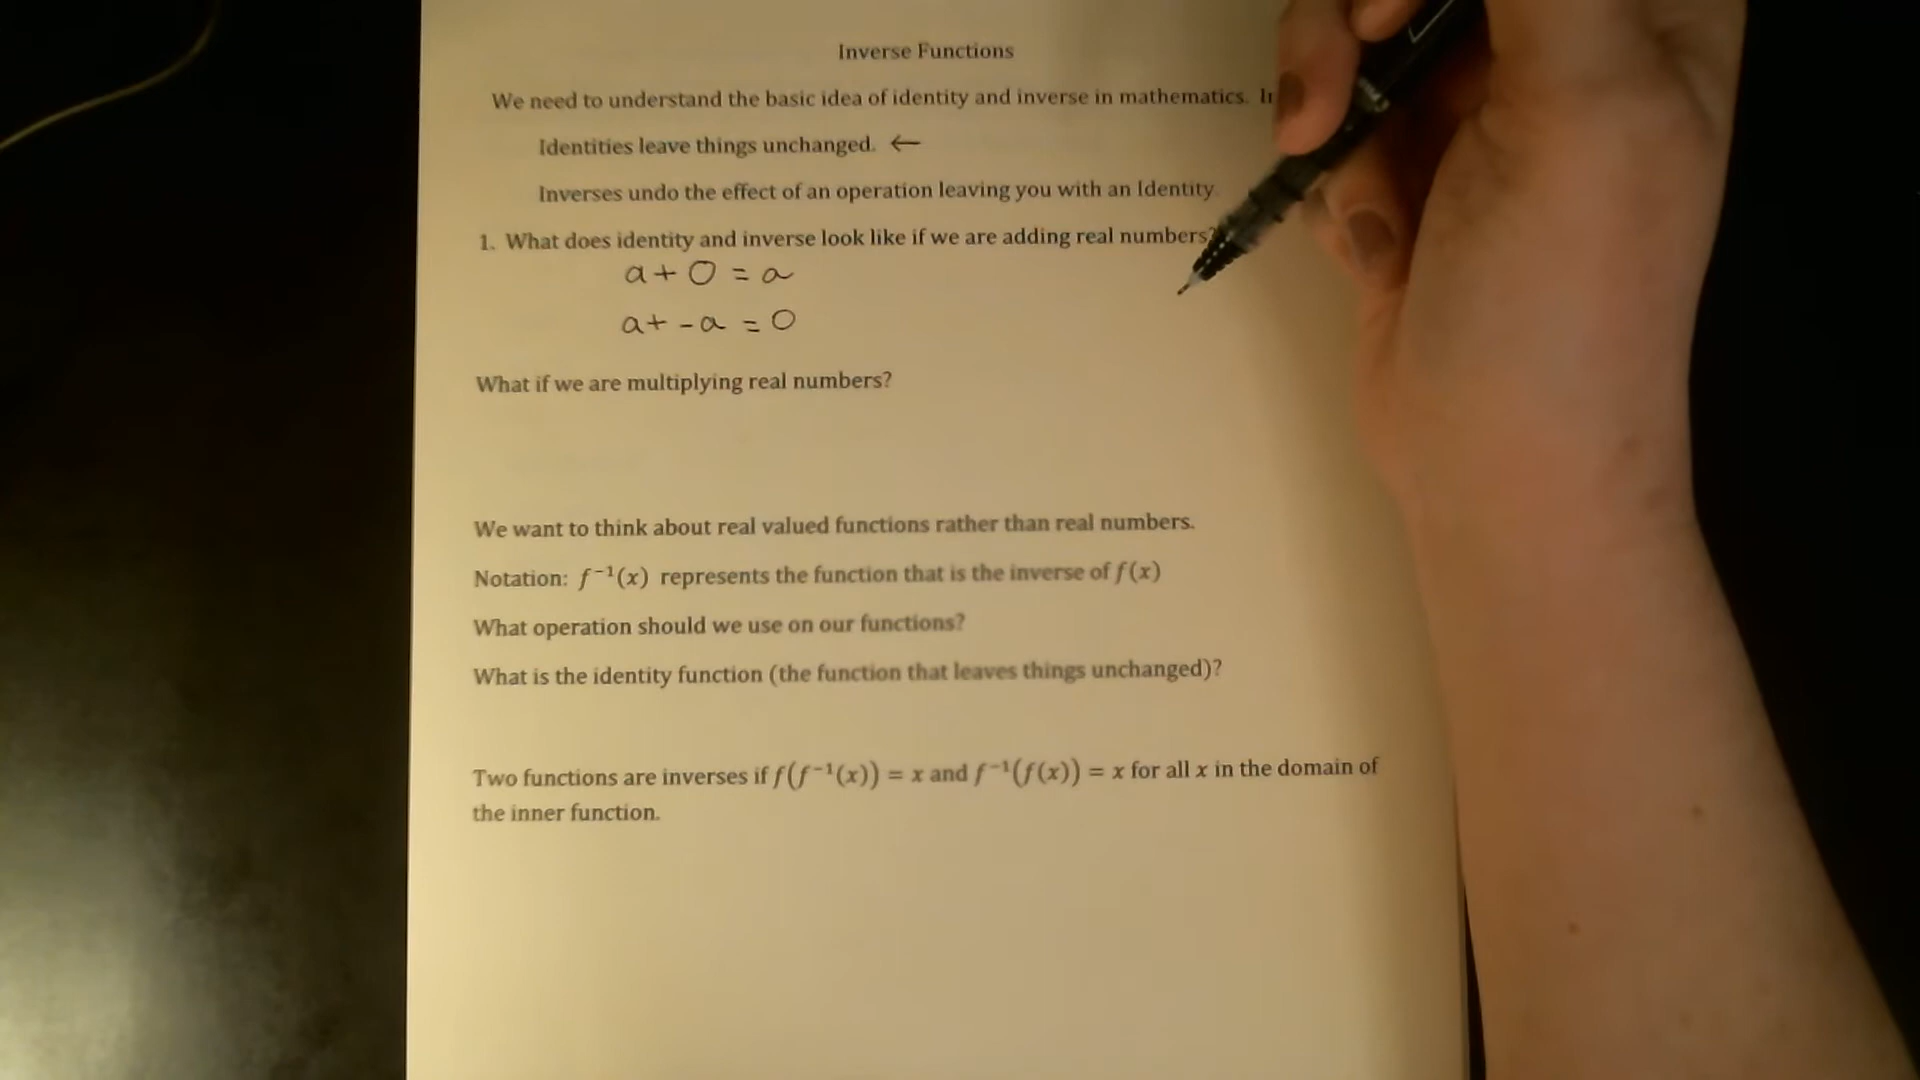 Inverse Functions
We need to understand the basic idea of identity and inverse in mathematics.
Identities leave things unchanged. ←
Inverses undo the effect of an operation leaving you with an Identity.
1. What does identity and inverse look like if we are adding real numbers?
a + 0 = a
a + - a = 0
What if we are multiplying real numbers?
We want to think about real valued functions rather than real numbers.
Notation: f⁻¹(x) represents the function that is the inverse of f(x)
What operation should we use on our functions?
What is the identity function (the function that leaves things unchanged)?
Two functions are inverses if f(f⁻¹(x)) = x and f⁻¹(f(x)) = x for all x in the domain of
the inner function.